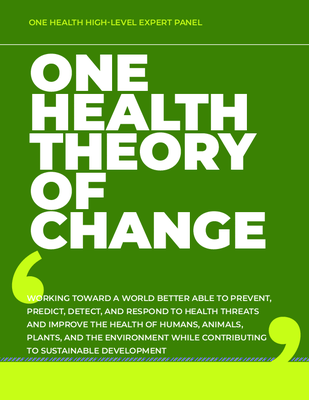 ONE HEALTH HIGH-LEVEL EXPERT PANEL
ONE
HEALTH
THEORY
OF
CHANGE
WORKING TOWARD A WORLD BETTER ABLE TO PREVENT,
PREDICT, DETECT, AND RESPOND TO HEALTH THREATS
AND IMPROVE THE HEALTH OF HUMANS, ANIMALS,
PLANTS, AND THE ENVIRONMENT WHILE CONTRIBUTING
TO SUSTAINABLE DEVELOPMENT